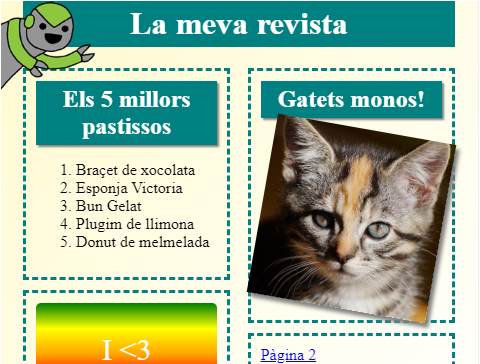 La meva revista
Els 5 millors
pastissos
1. Braçet de xocolata
2. Esponja Victoria
3. Bun Gelat
4. Plugim de llimona
5. Donut de melmelada
I <3
Gatets monos!
Pàgina 2